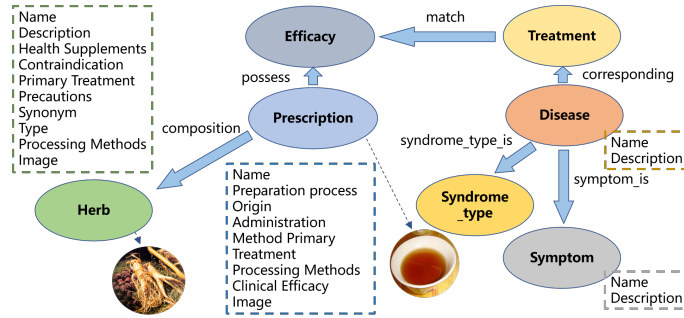 Name
Description
Health Supplements
Contraindication
Primary Treatment
Precautions
Synonym
Type
Processing Methods
Image
Efficacy
match
Treatment
possess
corresponding
Prescription
Disease
composition
syndrome_type_is
Name
Description
symptom_is
Herb
Name
Preparation process
Origin
Administration
Method Primary
Treatment
Processing Methods
Clinical Efficacy
Image
Syndrome
_type
Symptom
Name
Description